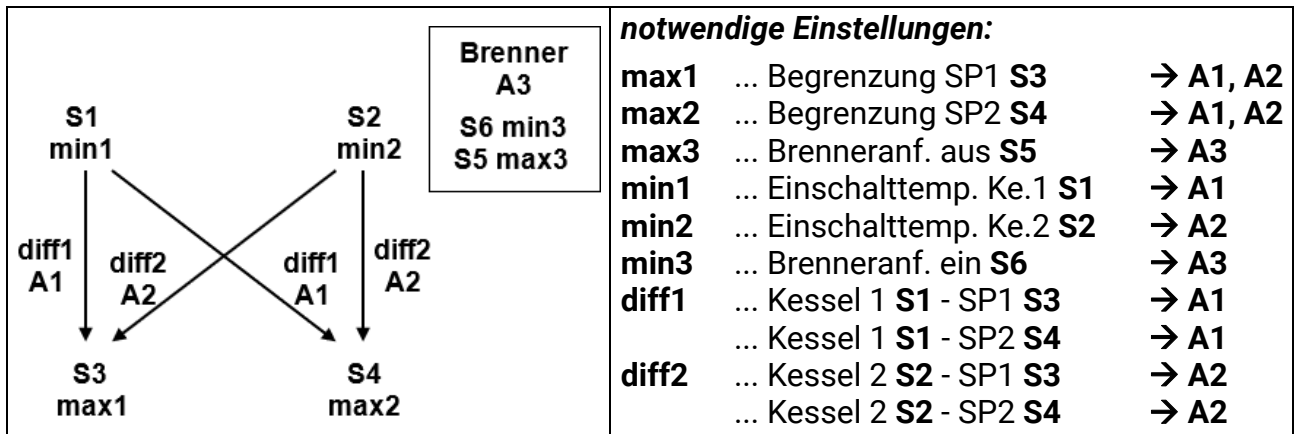 Brenner
A3
S6 min3
S5 max3
S1
min1
S2
min2
diff1
A1
diff2
A2
diff1
A1
diff2
A2
S3
max1
S4
max2
notwendige Einstellungen:
max1 ... Begrenzung SP1 S3 → A1, A2
max2 ... Begrenzung SP2 S4 → A1, A2
max3 ... Brenneranf. aus S5 → A3
min1 ... Einschalttemp. Ke.1 S1 → A1
min2 ... Einschalttemp. Ke.2 S2 → A2
min3 ... Brenneranf. ein S6 → A3
diff1 ... Kessel 1 S1 - SP1 S3 → A1
... Kessel 1 S1 - SP2 S4 → A1
diff2 ... Kessel 2 S2 - SP1 S3 → A2
... Kessel 2 S2 - SP2 S4 → A2